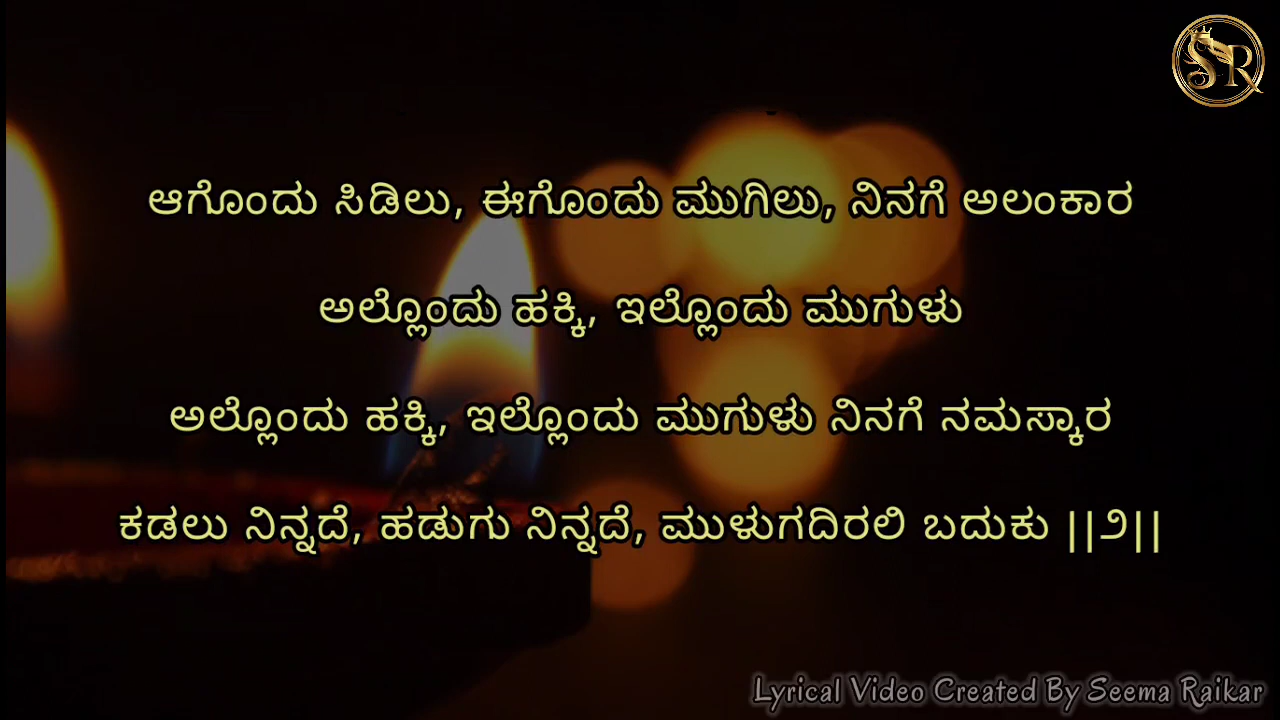 SR
ಆಗೊಂದು ಸಿಡಿಲು, ಈಗೊಂದು ಮುಗಿಲು, ನಿನಗೆ ಅಲಂಕಾರ
ಅಲ್ಲೊಂದು ಹಕ್ಕಿ, ಇಲ್ಲೊಂದು ಮುಗುಳು
ಅಲ್ಲೊಂದು ಹಕ್ಕಿ, ಇಲ್ಲೊಂದು ಮುಗುಳು ನಿನಗೆ ನಮಸ್ಕಾರ
ಕಡಲು ನಿನ್ನದೆ, ಹಡುಗು ನಿನ್ನದೆ, ಮುಳುಗದಿರಲಿ ಬದುಕು ||೨||
Lyrical Video Created By Seema Raikar